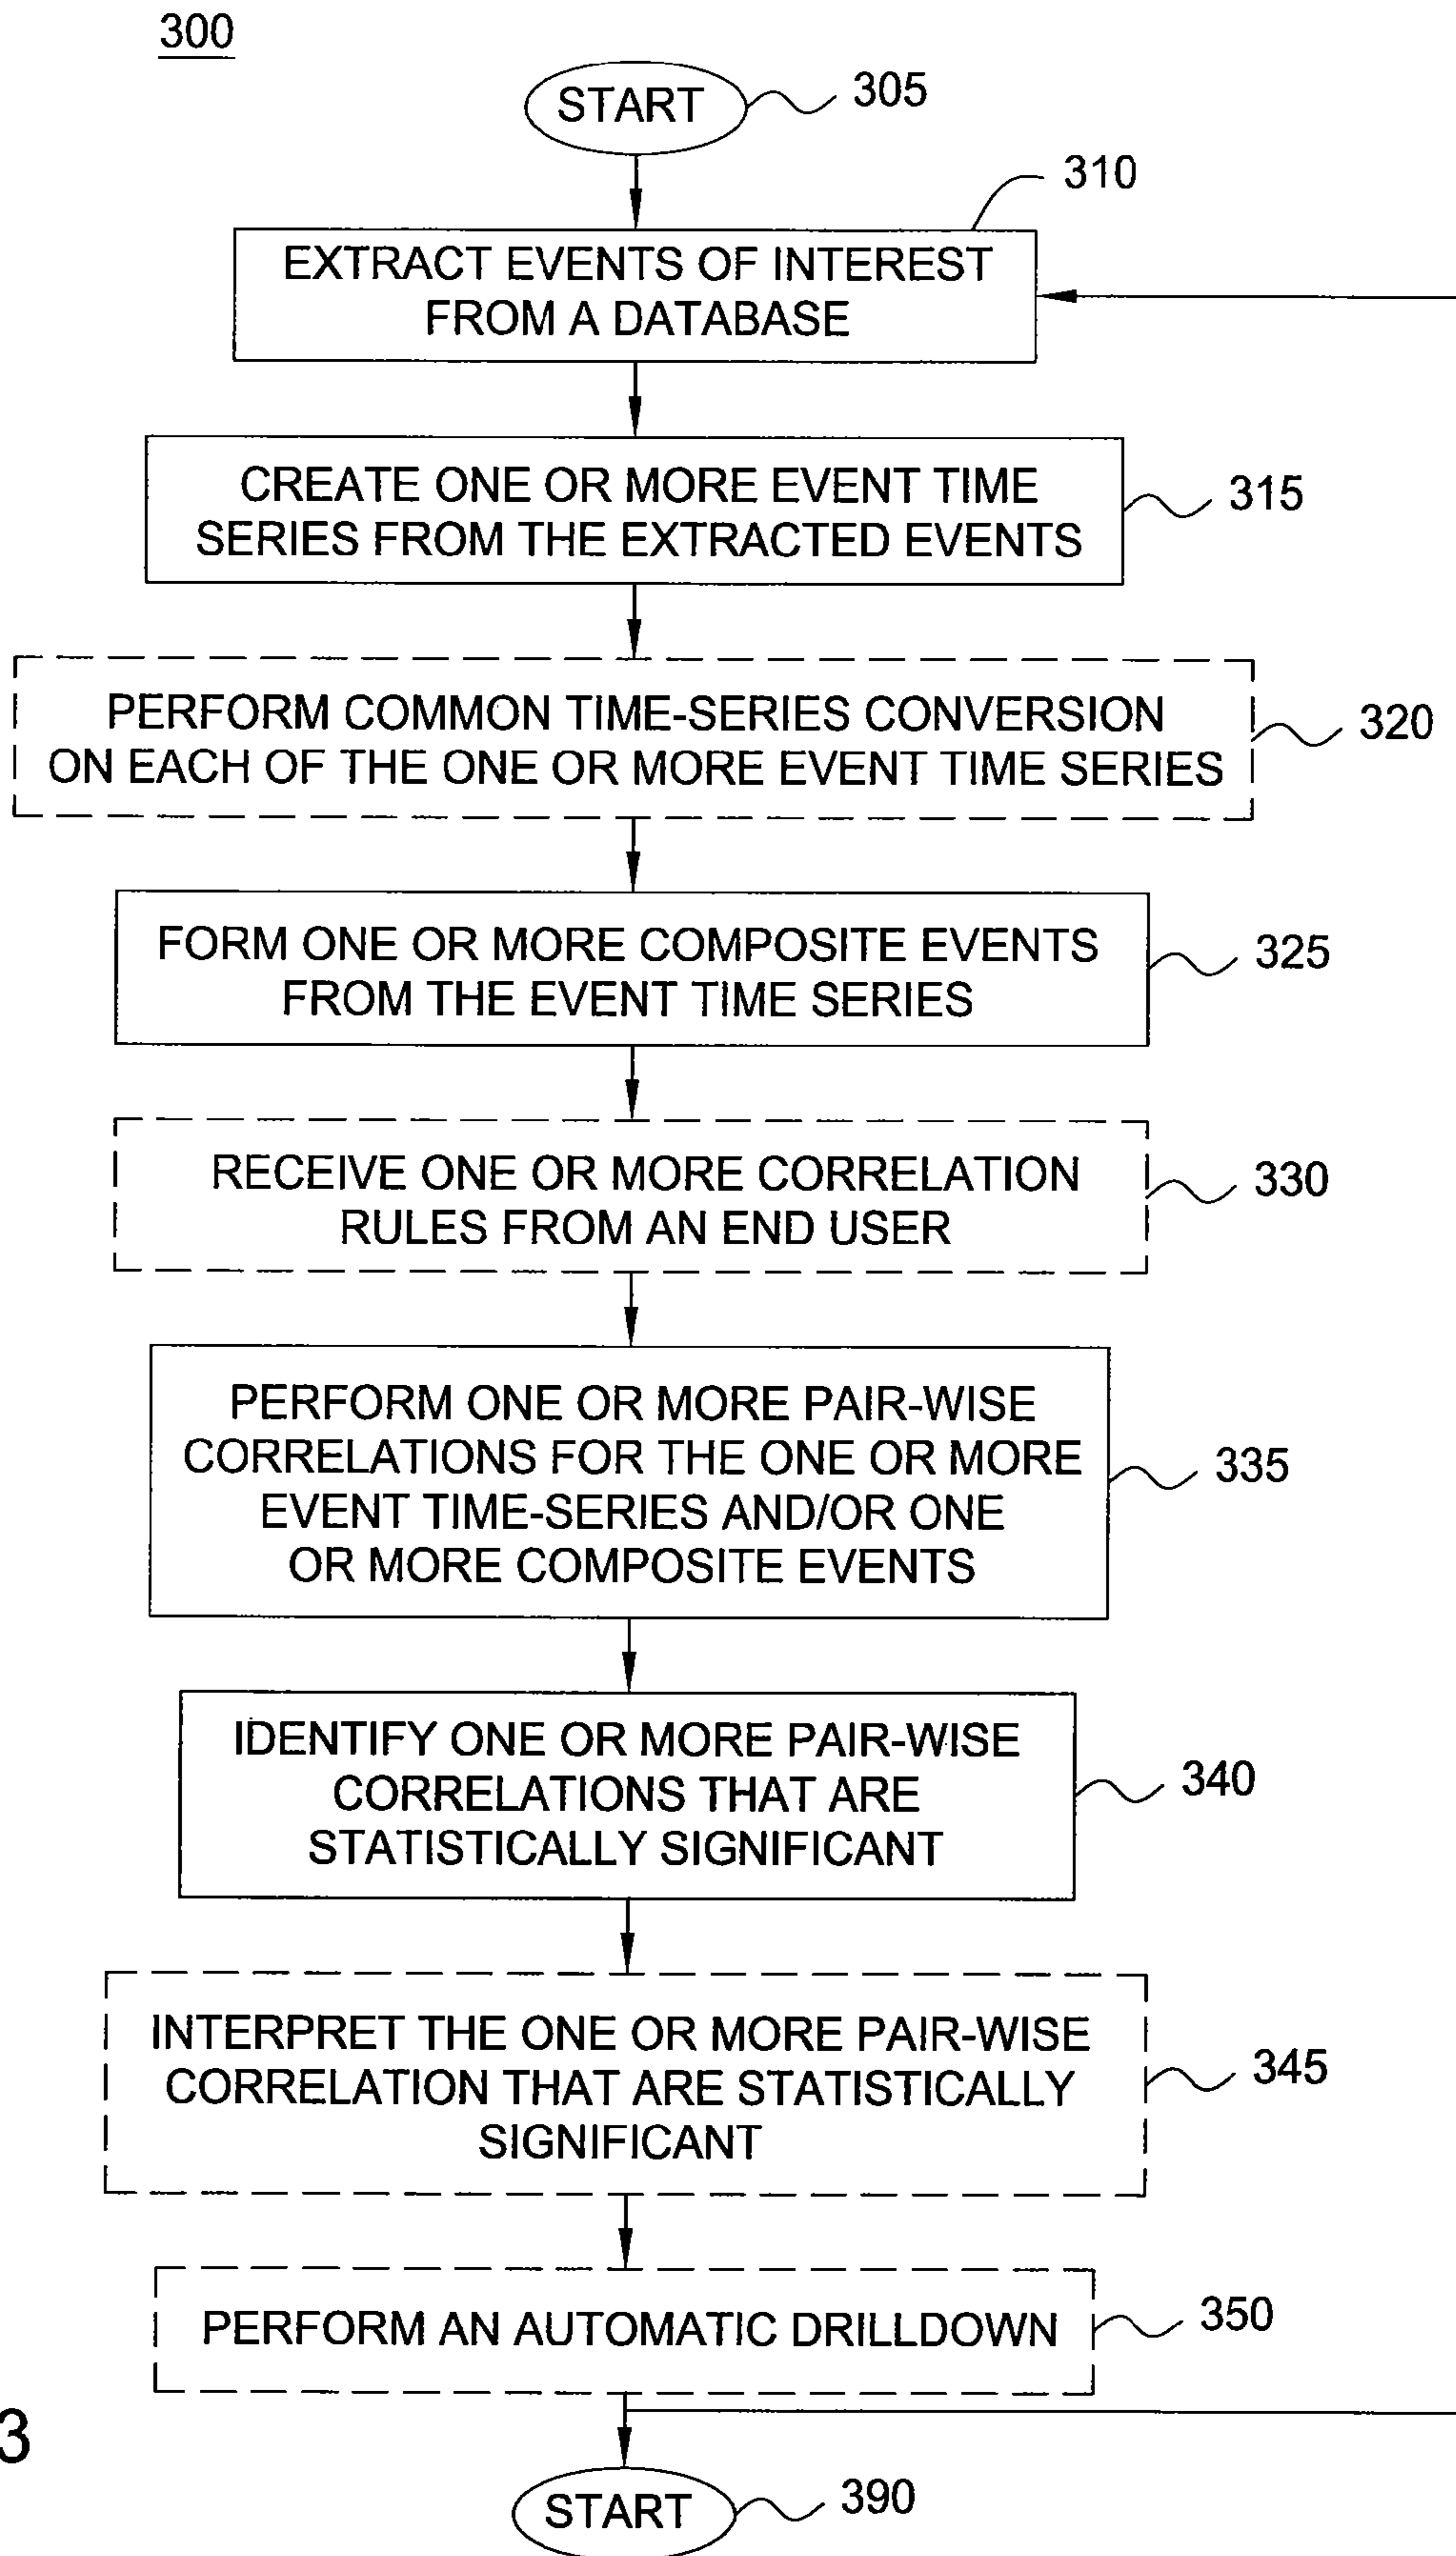 300
START
305
310
EXTRACT EVENTS OF INTEREST
FROM A DATABASE
CREATE ONE OR MORE EVENT TIME
SERIES FROM THE EXTRACTED EVENTS
315
PERFORM COMMON TIME-SERIES CONVERSION
ON EACH OF THE ONE OR MORE EVENT TIME SERIES
320
FORM ONE OR MORE COMPOSITE EVENTS
FROM THE EVENT TIME SERIES
325
RECEIVE ONE OR MORE CORRELATION
RULES FROM AN END USER
330
PERFORM ONE OR MORE PAIR-WISE
CORRELATIONS FOR THE ONE OR MORE
EVENT TIME-SERIES AND/OR ONE
OR MORE COMPOSITE EVENTS
335
IDENTIFY ONE OR MORE PAIR-WISE
CORRELATIONS THAT ARE
STATISTICALLY SIGNIFICANT
340
INTERPRET THE ONE OR MORE PAIR-WISE
CORRELATION THAT ARE STATISTICALLY
SIGNIFICANT
345
PERFORM AN AUTOMATIC DRILLDOWN
350
3
START
390